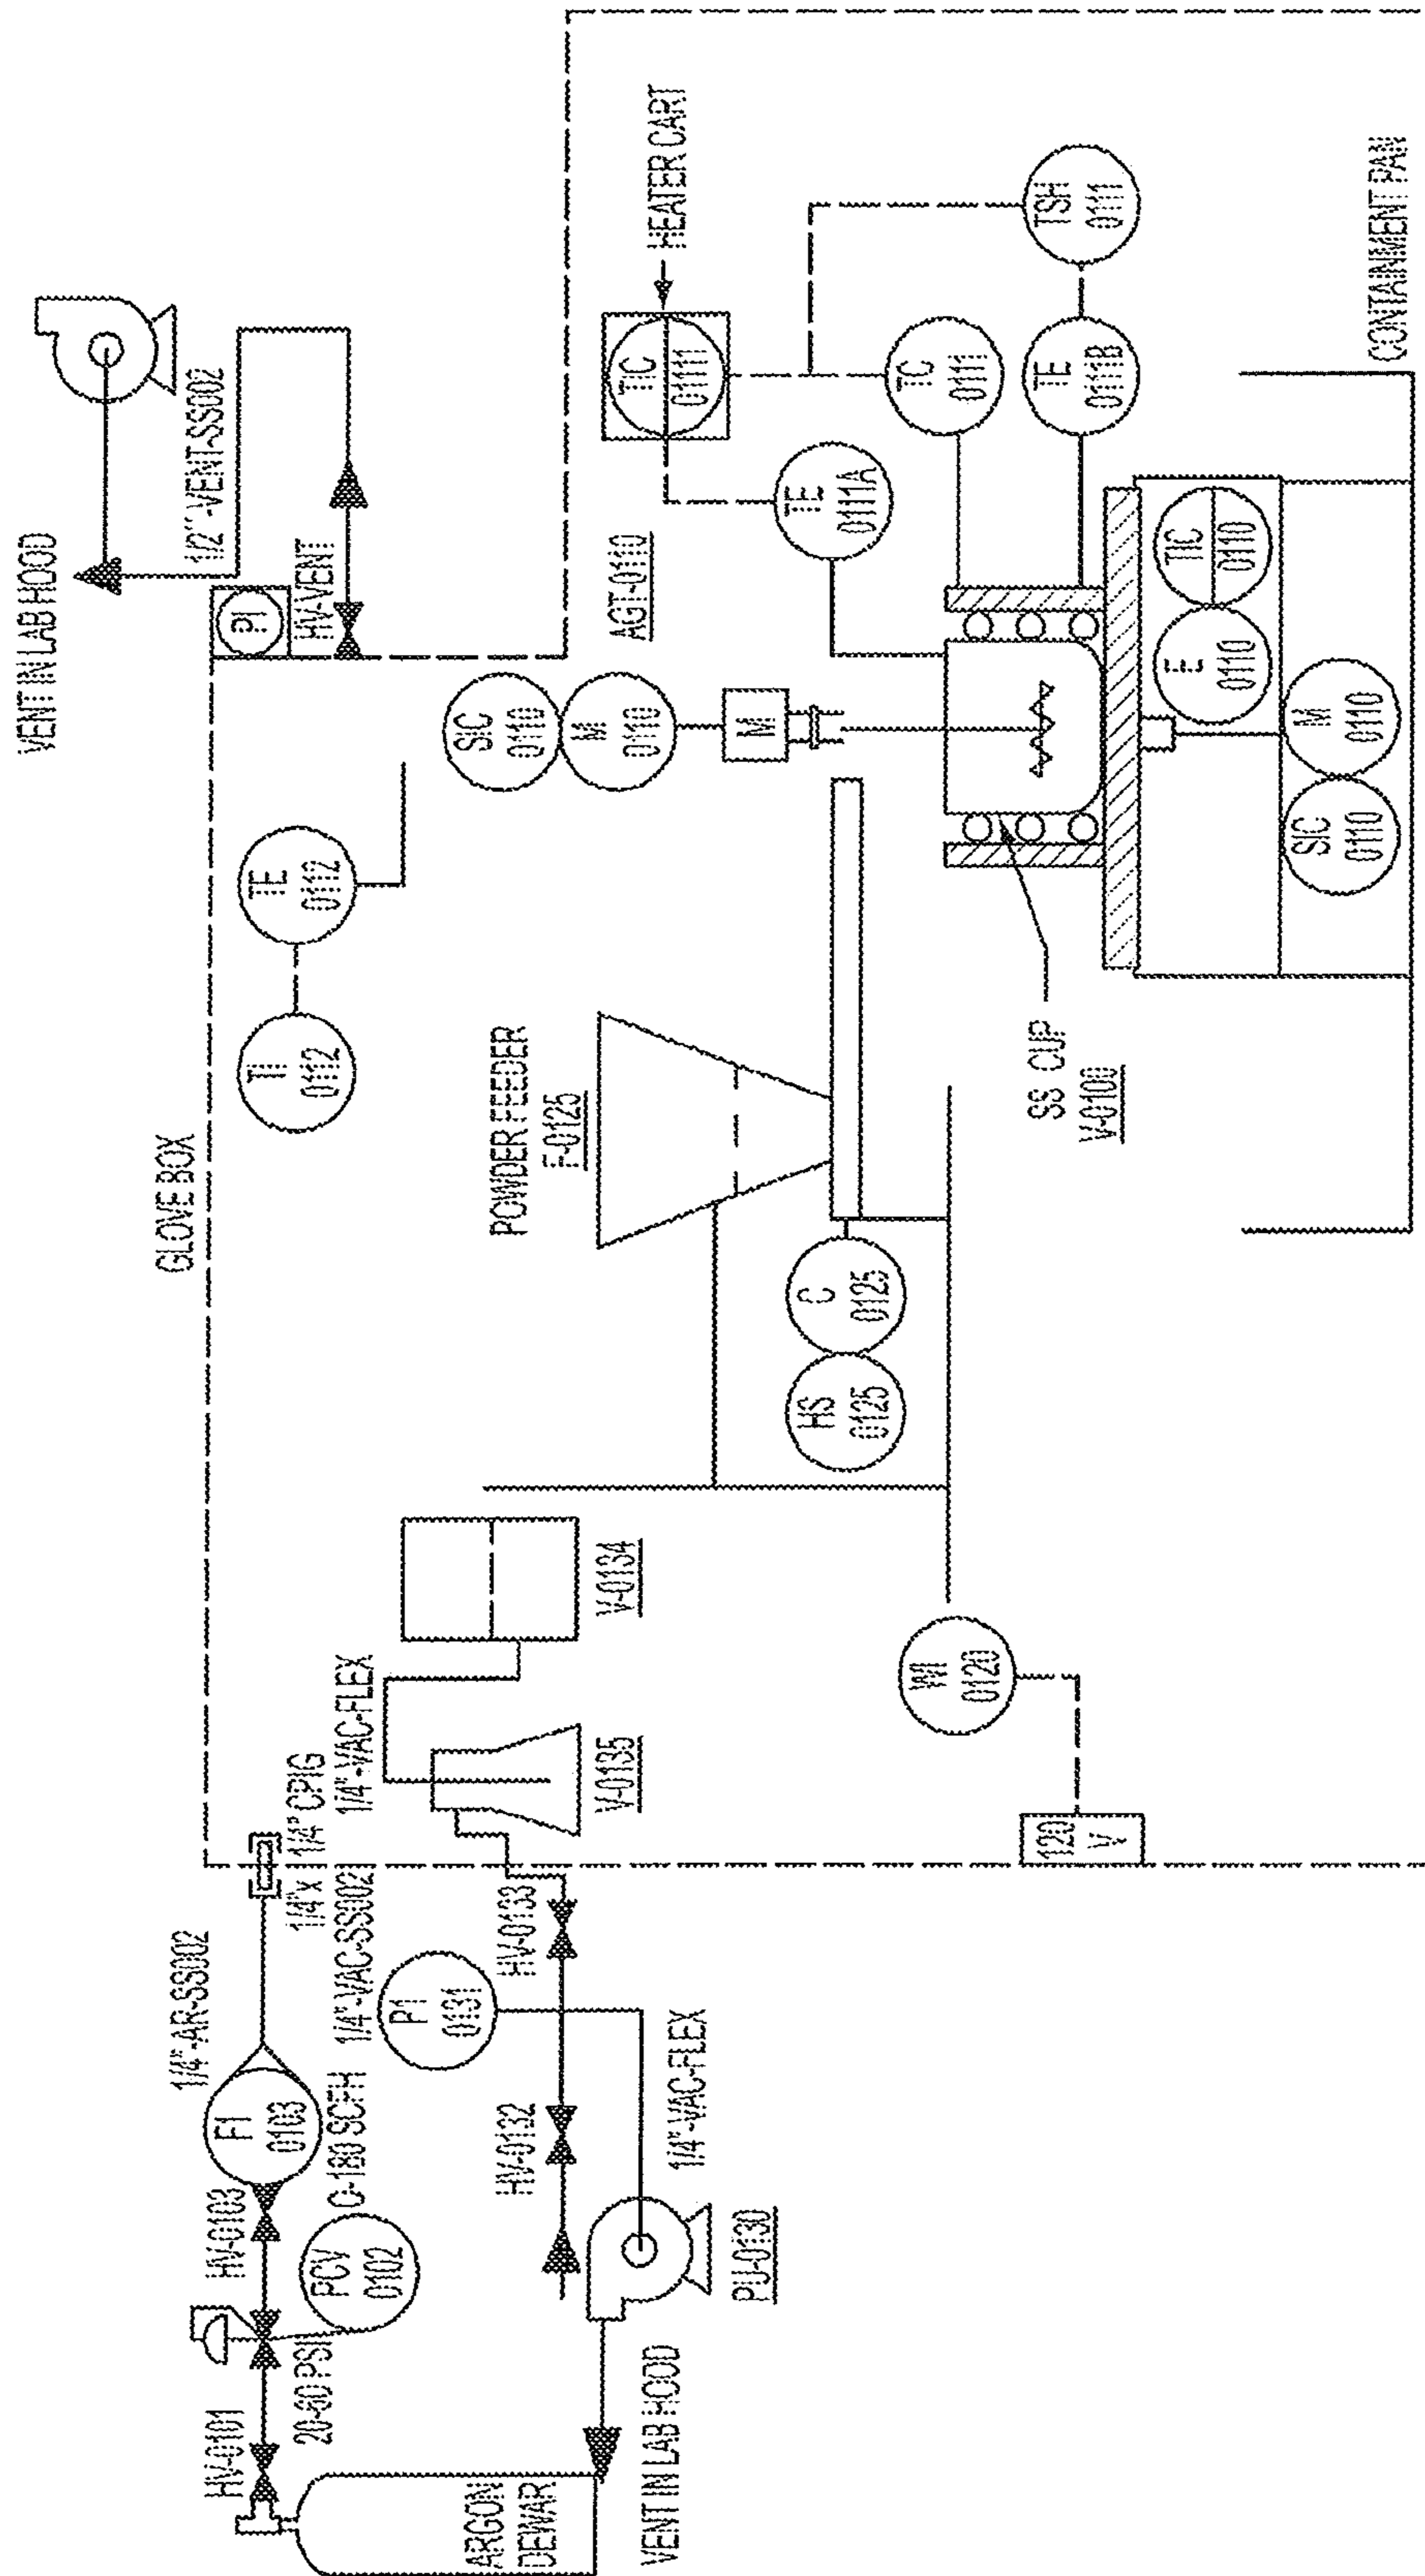 VENT IN LAB HOOD
1/2"-VENT-SS002
HV-VENT
PI
GLOVE BOX
TI
0112
TE
0112
SIC
0110
M
0110
M
AGT-0110
TIC
01111
HEATER CART
TE
0111A
TC
0111
TE
0111B
TSH
0111
POWDER FEEDER
F-0125
HS
0125
C
0125
SS CUP
V-0100
E
0110
TIC
0110
SIC
0110
M
0110
CONTAINMENT PAN
V-0134
V-0135
1/4"-VAC-FLEX
WI
0120
120
V
1/4" x 1/4" CPIG
1/4"-AR-SS002
1/4"-VAC-SS002
FI
0103
0-180 SCFH
HV-0103
PCV
0102
20-60 PSI
HV-0101
ARGON
DEWAR
P1
0131
HV-0133
HV-0132
1/4"-VAC-FLEX
PU-0130
VENT IN LAB HODD